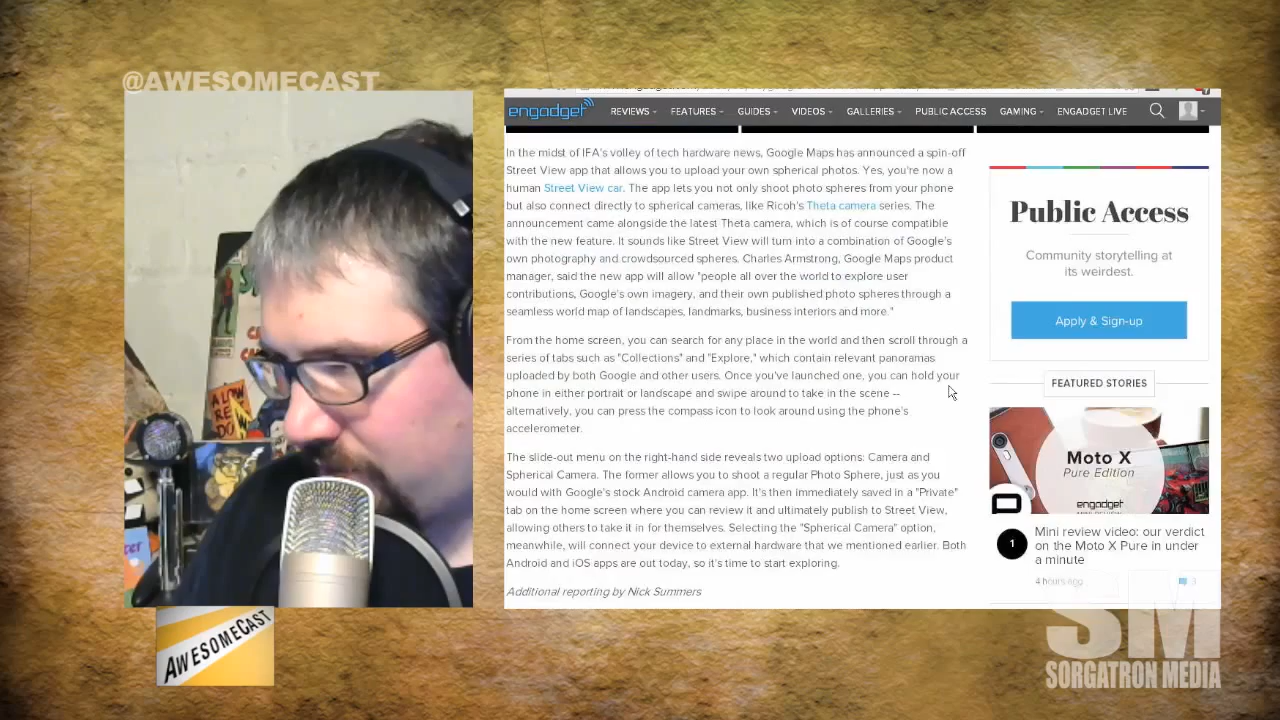 @AWESOMECAST
engadget
REVIEWS
FEATURES
GUIDES
VIDEOS
GALLERIES
PUBLIC ACCESS
GAMING
ENGADGET LIVE
In the midst of IFA's volley of tech hardware news, Google Maps has announced a spin-off
Street View app that allows you to upload your own spherical photos. Yes, you're now a
human Street View car. The app lets you not only shoot photo spheres from your phone
but also connect directly to spherical cameras, like Ricoh's Theta camera series. The
announcement came alongside the latest Theta camera, which is of course compatible
with the new feature. It sounds like Street View will turn into a combination of Google's
own photography and crowdsourced spheres. Charles Armstrong, Google Maps product
manager, said the new app will allow "people all over the world to explore user
contributions, Google's own imagery, and their own published photo spheres through a
seamless world map of landscapes, landmarks, business interiors and more."
From the home screen, you can search for any place in the world and then scroll through a
series of tabs such as "Collections" and "Explore," which contain relevant panoramas
uploaded by both Google and other users. Once you've launched one, you can hold your
phone in either portrait or landscape and swipe around to take in the scene --
alternatively, you can press the compass icon to look around using the phone's
accelerometer.
The slide-out menu on the right-hand side reveals two upload options: Camera and
Spherical Camera. The former allows you to shoot a regular Photo Sphere, just as you
would with Google's stock Android camera app. It's then immediately saved in a "Private"
tab on the home screen where you can review it and ultimately publish to Street View,
allowing others to take it in for themselves. Selecting the "Spherical Camera" option,
meanwhile, will connect your device to external hardware that we mentioned earlier. Both
Android and iOS apps are out today, so it's time to start exploring.
Additional reporting by Nick Summers
Public Access
Community storytelling at
its weirdest.
Apply & Sign-up
FEATURED STORIES
Moto X
Pure Edition
engadget
1
Mini review video: our verdict
on the Moto X Pure in under
a minute
4 hours ago
3
AWESOMECAST
SM
SORGATRON MEDIA